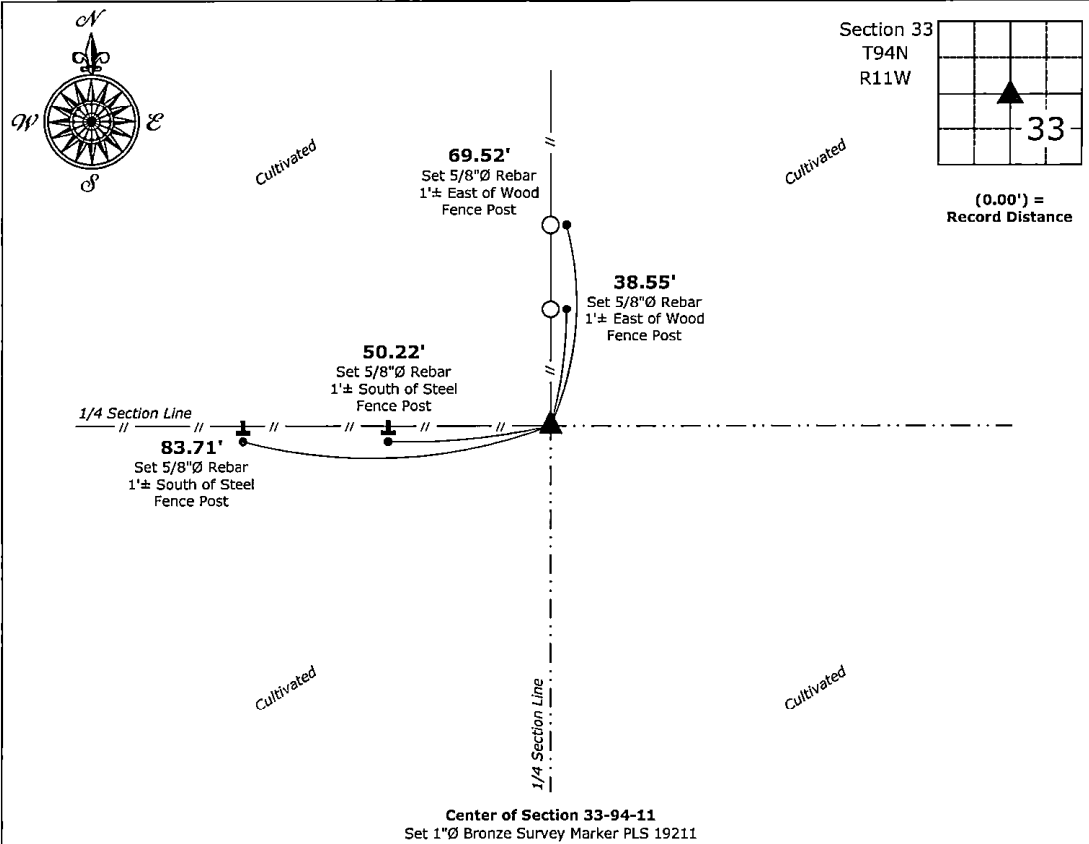 N
W
E
S
Section 33
T94N
R11W
33
(0.00') =
Record Distance
Cultivated
Cultivated
69.52'
Set 5/8"Ø Rebar
1'± East of Wood
Fence Post
38.55'
Set 5/8"Ø Rebar
1'± East of Wood
Fence Post
50.22'
Set 5/8"Ø Rebar
1'± South of Steel
Fence Post
1/4 Section Line
83.71'
Set 5/8"Ø Rebar
1'± South of Steel
Fence Post
Cultivated
Cultivated
1/4 Section Line
Center of Section 33-94-11
Set 1"Ø Bronze Survey Marker PLS 19211